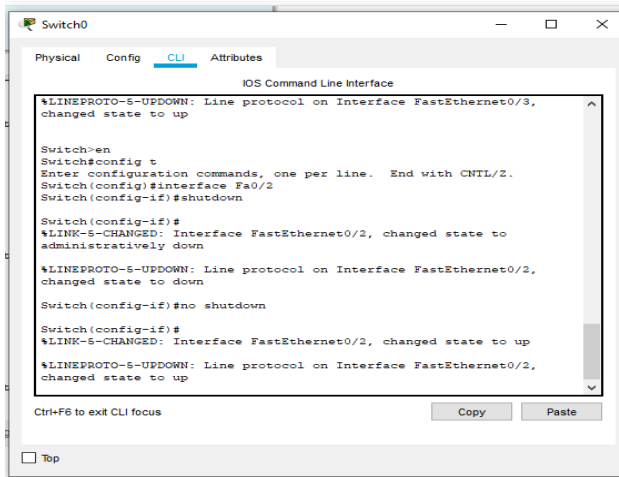 Switch0
Physical Config CLI Attributes
IOS Command Line Interface
%LINEPROTO-5-UPDOWN: Line protocol on Interface FastEthernet0/3,
changed state to up
Switch>en
Switch#config t
Enter configuration commands, one per line.  End with CNTL/Z.
Switch(config)#interface Fa0/2
Switch(config-if)#shutdown
Switch(config-if)#
%LINK-5-CHANGED: Interface FastEthernet0/2, changed state to
administratively down
%LINEPROTO-5-UPDOWN: Line protocol on Interface FastEthernet0/2,
changed state to down
Switch(config-if)#no shutdown
Switch(config-if)#
%LINK-5-CHANGED: Interface FastEthernet0/2, changed state to up
%LINEPROTO-5-UPDOWN: Line protocol on Interface FastEthernet0/2,
changed state to up
Ctrl+F6 to exit CLI focus Copy Paste
Top